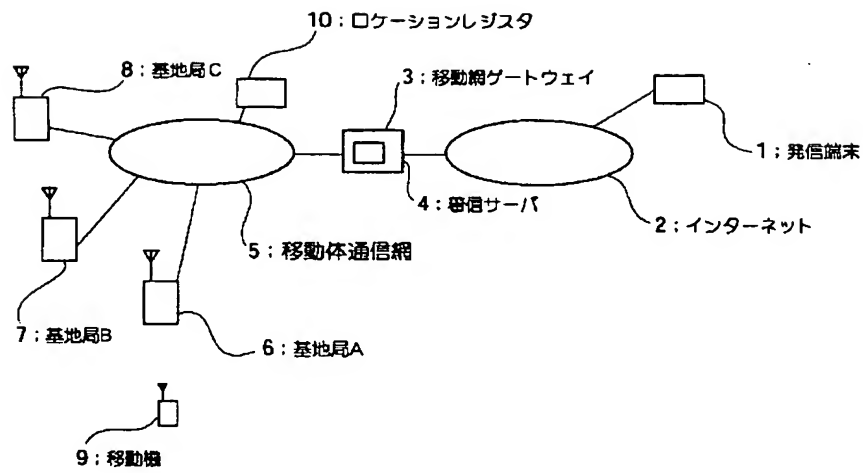 10；ロケーションレジスタ
8；基地局C
3；移動網ゲートウェイ
1；発信端末
4；着信サーバ
2；インターネット
5；移動体通信網
7；基地局B
6；基地局A
9；移動機